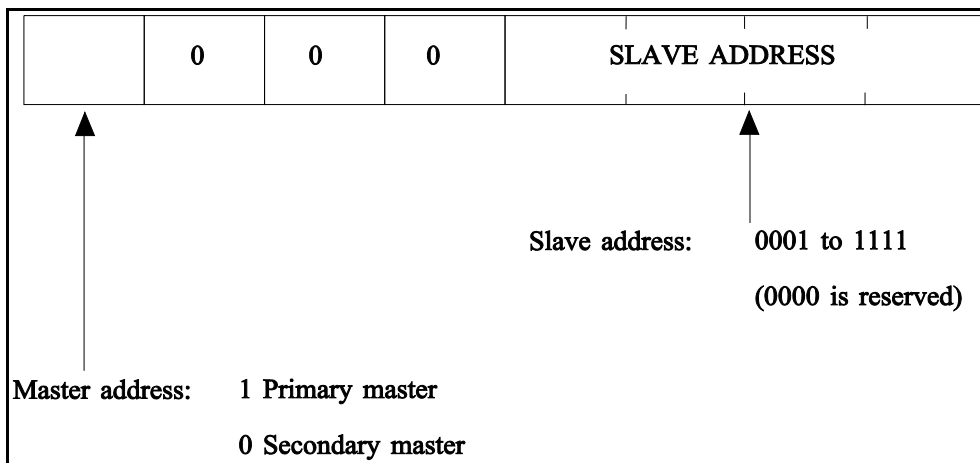 0 0 0 SLAVE ADDRESS
Slave address: 0001 to 1111
(0000 is reserved)
Master address: 1 Primary master
0 Secondary master